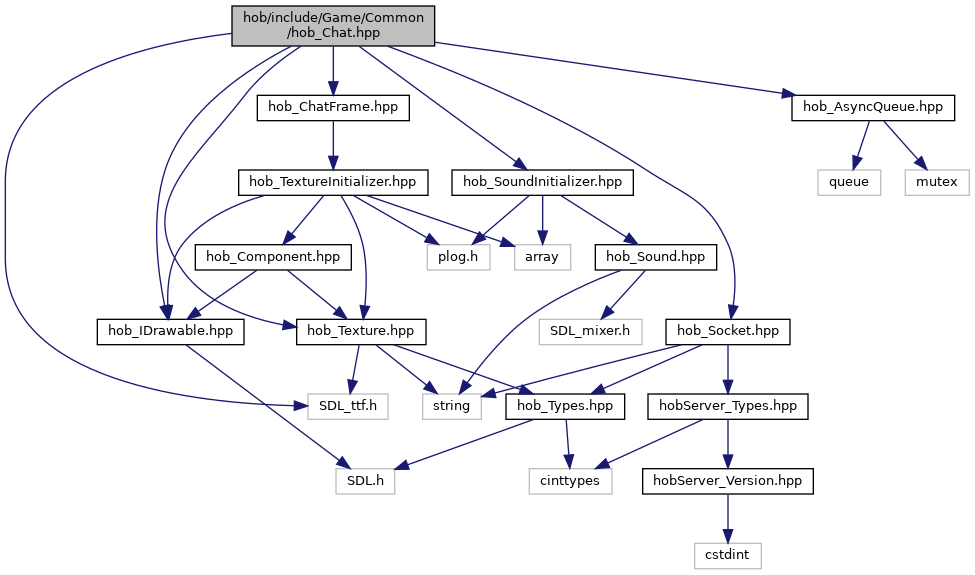 hob/include/Game/Common
/hob_Chat.hpp
hob_ChatFrame.hpp
hob_AsyncQueue.hpp
hob_TextureInitializer.hpp
hob_SoundInitializer.hpp
queue
mutex
hob_Component.hpp
plog.h
array
hob_Sound.hpp
hob_IDrawable.hpp
hob_Texture.hpp
SDL_mixer.h
hob_Socket.hpp
SDL_ttf.h
string
hob_Types.hpp
hobServer_Types.hpp
SDL.h
cinttypes
hobServer_Version.hpp
cstdint